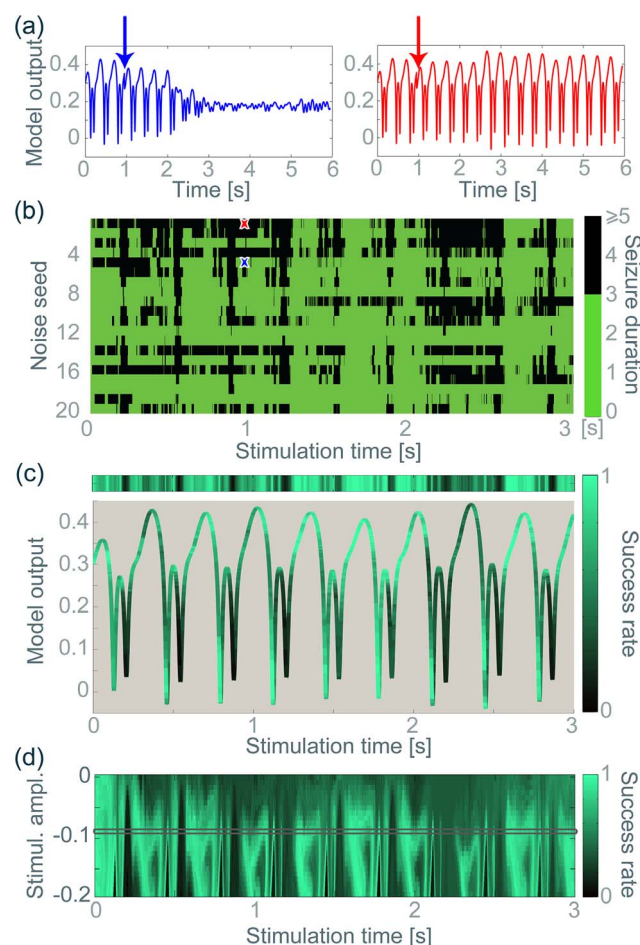 (a)
Model output
0.4
0.2
0
0 1 2 3 4 5 6
Time [s]
0.4
0.2
0
0 1 2 3 4 5 6
Time [s]
(b)
Noise seed
4
8
12
16
20
0 1 2 3
Stimulation time [s]
≥5
4
3
2
1
0
[s]
Seizure duration
(c)
Model output
0.4
0.3
0.2
0.1
0
0 1 2 3
Stimulation time [s]
1
0
Success rate
(d)
Stimul. ampl.
0
-0.1
-0.2
0 1 2 3
Stimulation time [s]
1
0
Success rate